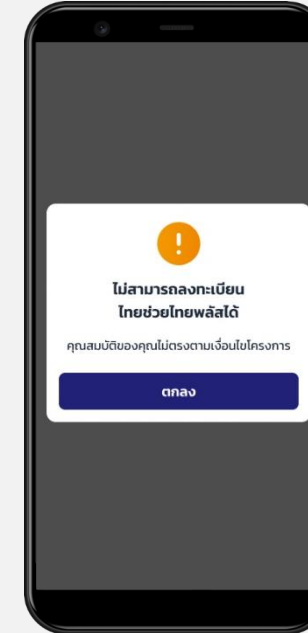 !
ไม่สามารถลงทะเบียน
ไทยช่วยไทยพลัสได้
คุณสมบัติของคุณไม่ตรงตามเงื่อนไขโครงการ
ตกลง